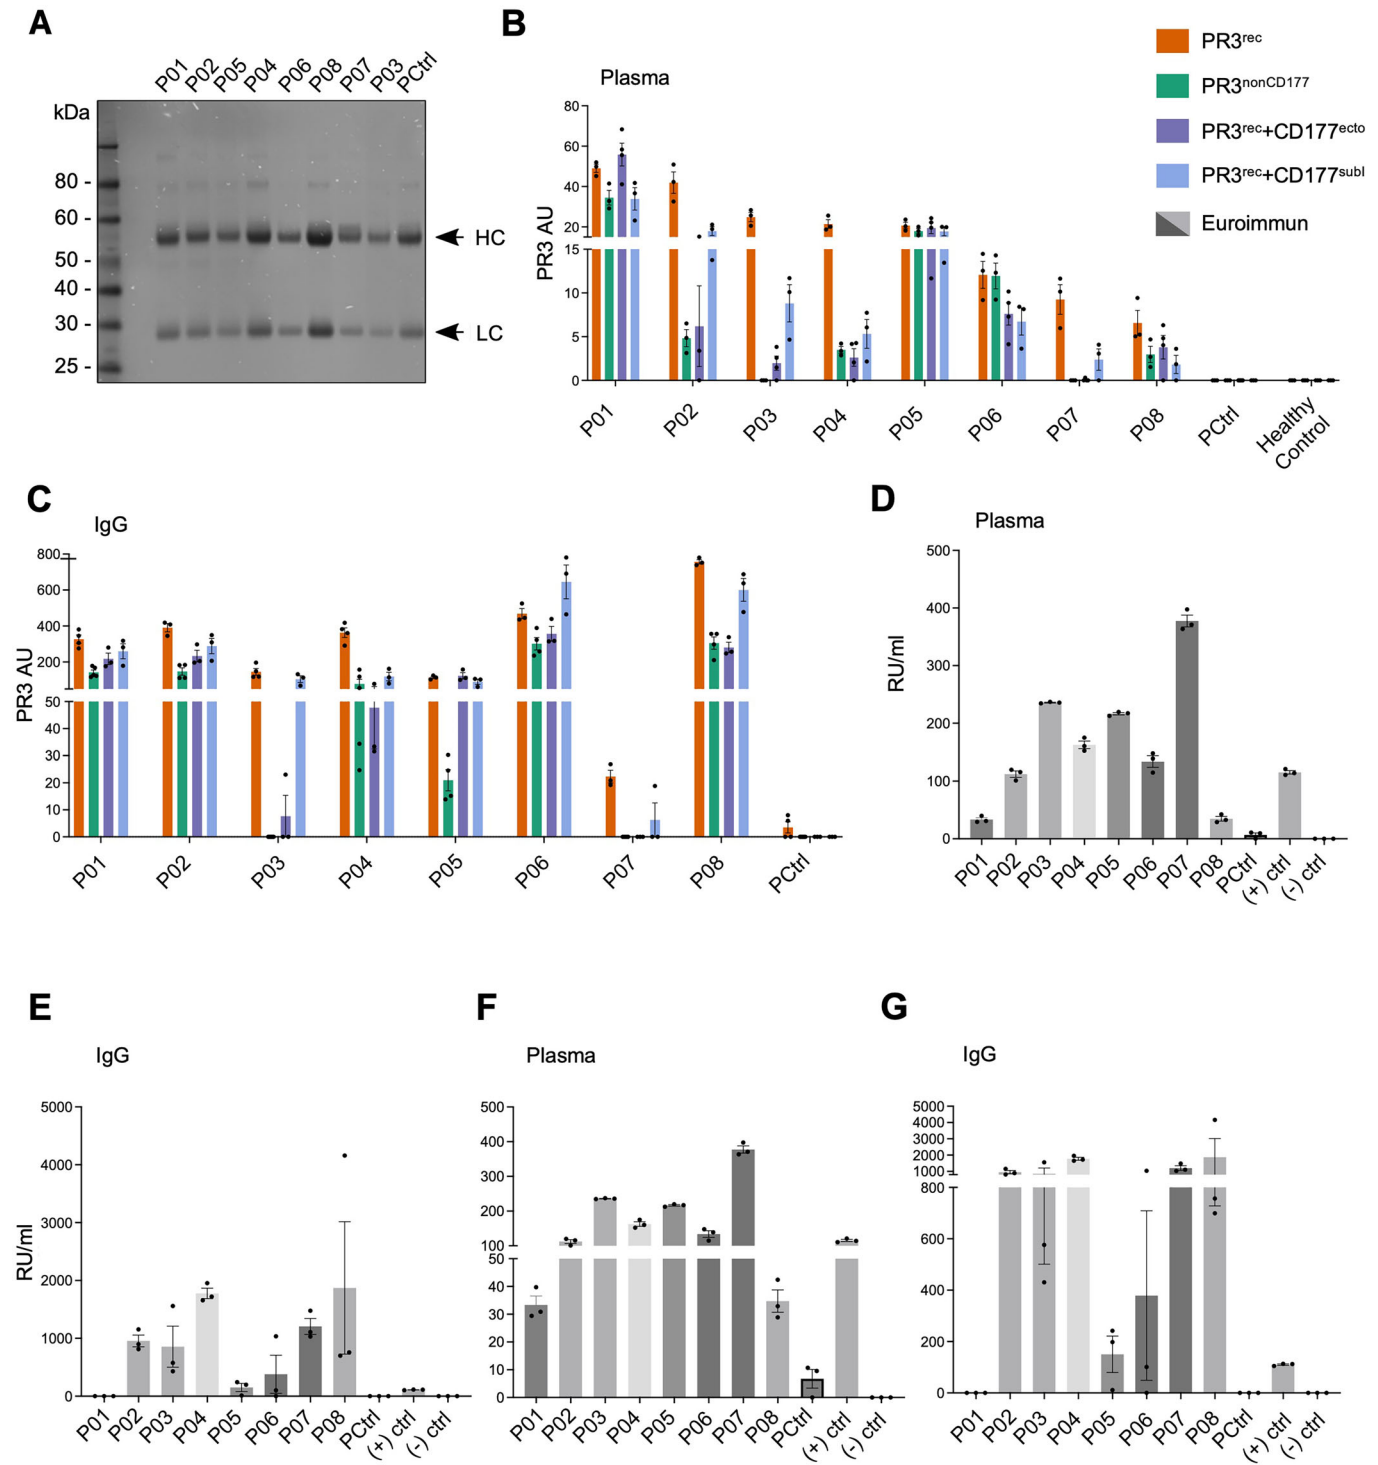 A
P01 P02 P05 P04 P06 P08 P07 P03 PCtrl
kDa
80 -
60 -
50 -
40 -
30 -
25 -
HC
LC
B
Plasma
PR3 AU
80
60
40
20
15
10
5
0
P01 P02 P03 P04 P05 P06 P07 P08 PCtrl Healthy
Control
PR3rec
PR3nonCD177
PR3rec+CD177ecto
PR3rec+CD177subl
Euroimmun
C
IgG
PR3 AU
800
600
400
200
50
40
30
20
10
0
P01 P02 P03 P04 P05 P06 P07 P08 PCtrl
D
Plasma
RU/ml
500
400
300
200
100
0
P01 P02 P03 P04 P05 P06 P07 P08 PCtrl (+) ctrl (-) ctrl
E
IgG
RU/ml
5000
4000
3000
2000
1000
0
P01 P02 P03 P04 P05 P06 P07 P08 PCtrl (+) ctrl (-) ctrl
F
Plasma
500
400
300
200
100
50
40
30
20
10
0
P01 P02 P03 P04 P05 P06 P07 P08 PCtrl (+) ctrl (-) ctrl
G
IgG
5000
4000
3000
2000
1000
800
600
400
200
0
P01 P02 P03 P04 P05 P06 P07 P08 PCtrl (+) ctrl (-) ctrl